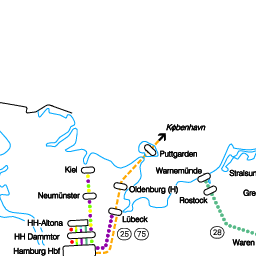 København
Puttgarden
Kiel
Warnemünde
Stralsun
Neumünster
Oldenburg (H)
Gre
Rostock
HH-Altona
Lübeck
HH Dammtor
25 75
28
Waren
Hamburg Hbf